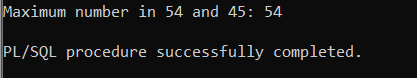 Maximum number in 54 and 45: 54
PL/SQL procedure successfully completed.